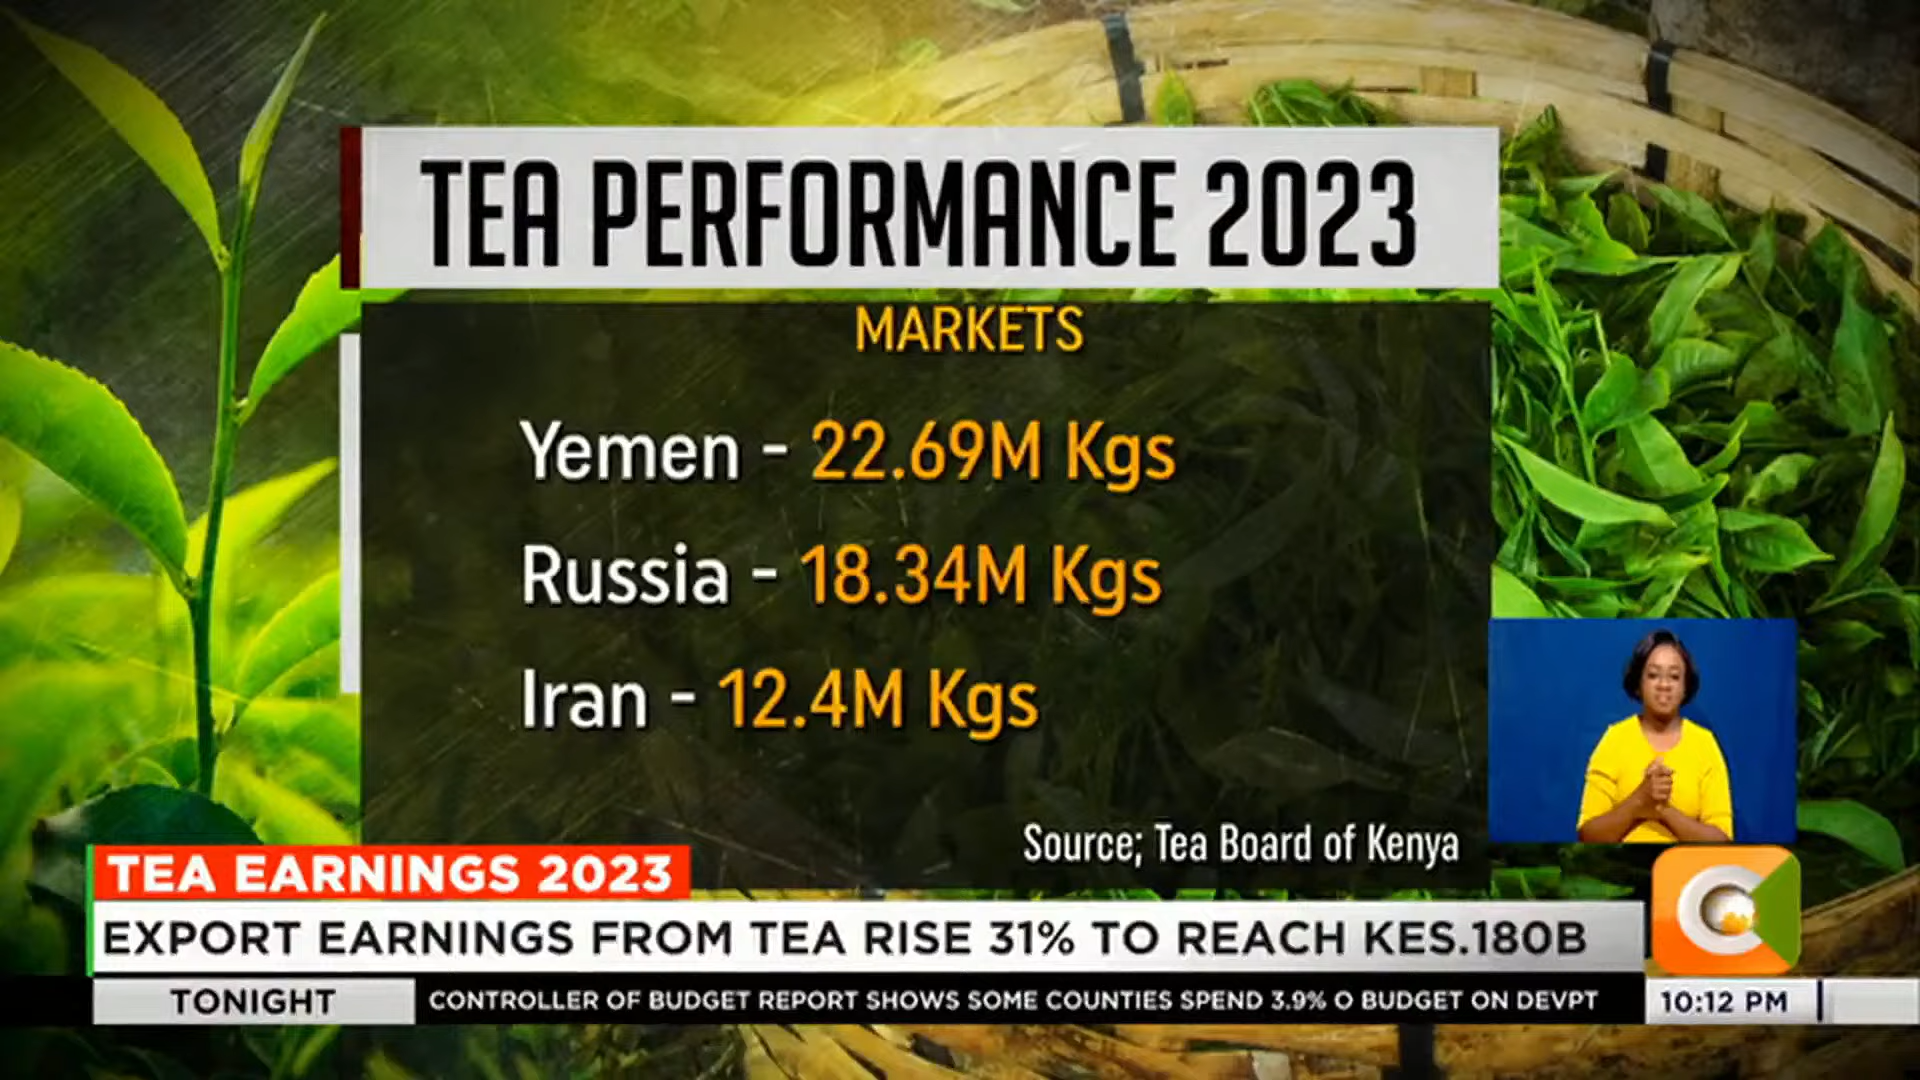 TEA PERFORMANCE 2023
MARKETS
Yemen - 22.69M Kgs
Russia - 18.34M Kgs
Iran - 12.4M Kgs
Source; Tea Board of Kenya
TEA EARNINGS 2023
EXPORT EARNINGS FROM TEA RISE 31% TO REACH KES.180B
TONIGHT
CONTROLLER OF BUDGET REPORT SHOWS SOME COUNTIES SPEND 3.9% O BUDGET ON DEVPT
10:12 PM